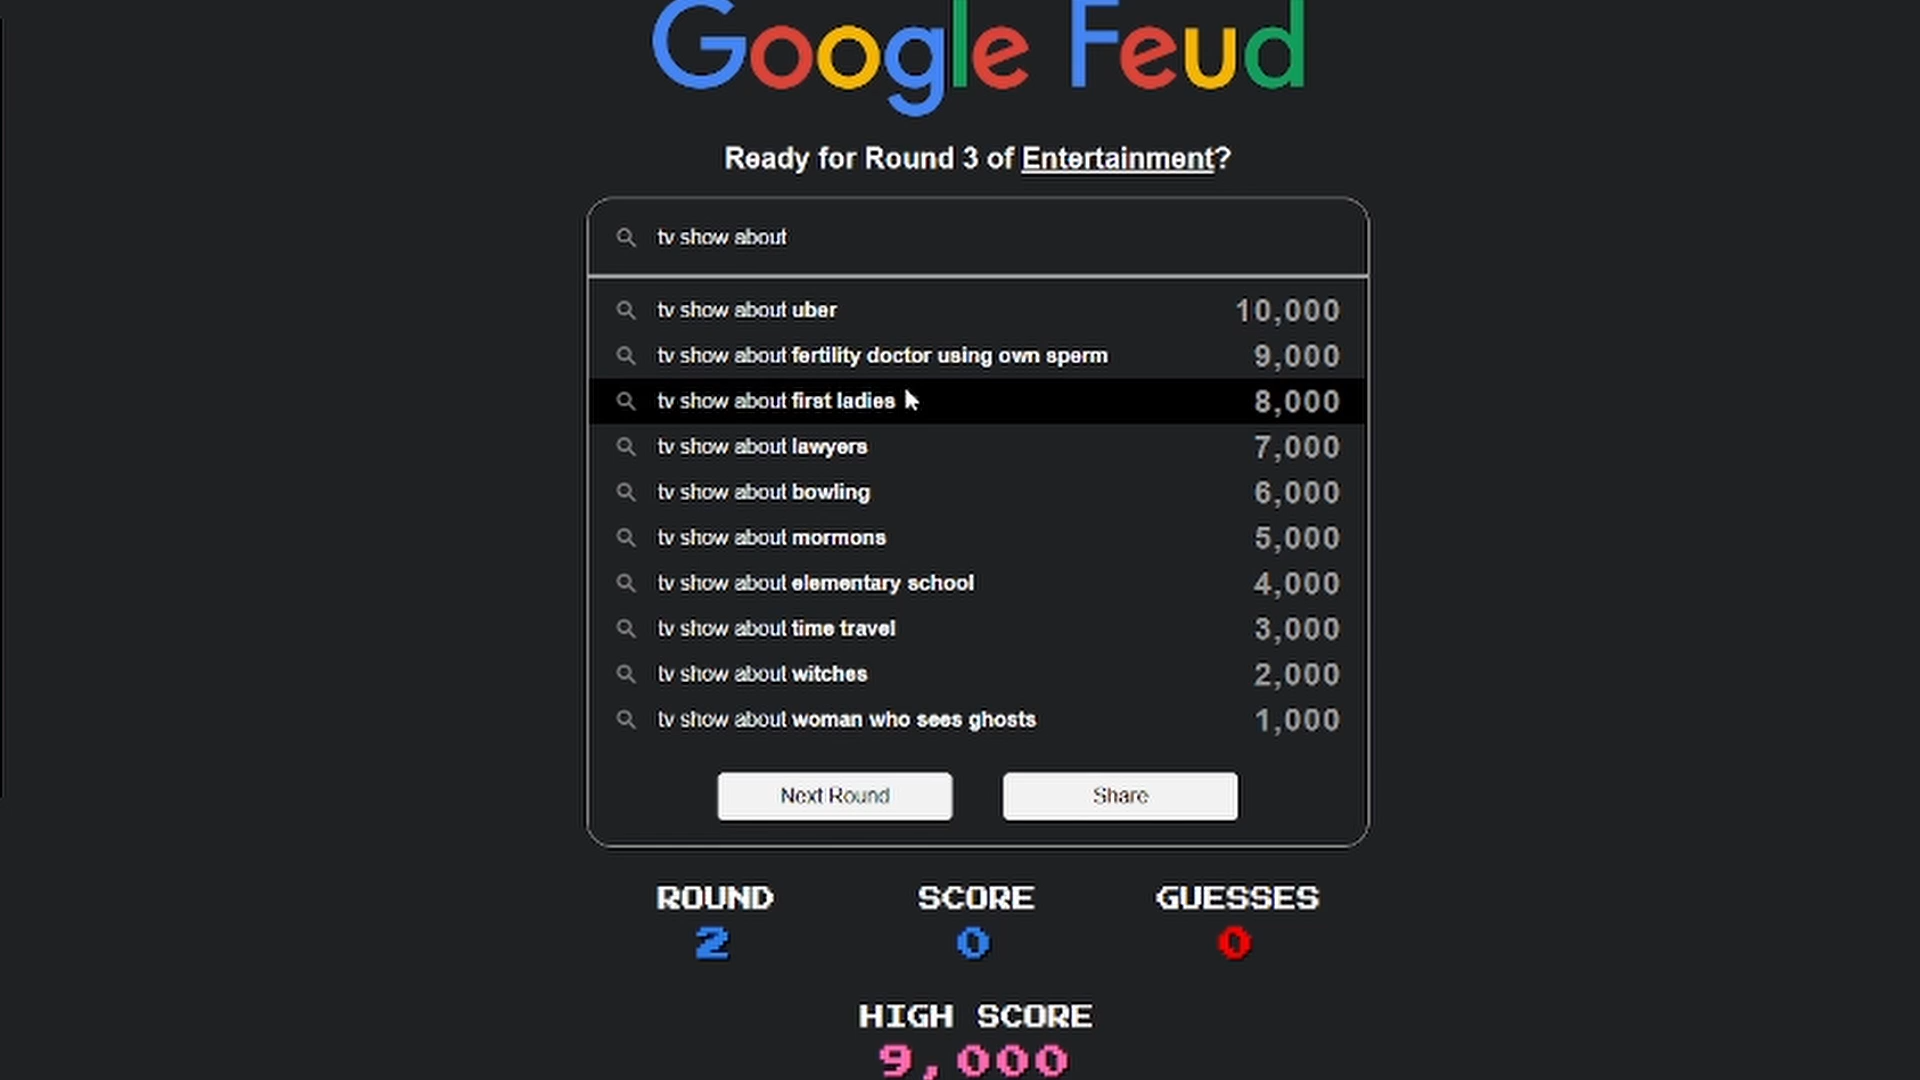 Google Feud
Ready for Round 3 of Entertainment?
tv show about
tv show about uber 10,000
tv show about fertility doctor using own sperm 9,000
tv show about first ladies 8,000
tv show about lawyers 7,000
tv show about bowling 6,000
tv show about mormons 5,000
tv show about elementary school 4,000
tv show about time travel 3,000
tv show about witches 2,000
tv show about woman who sees ghosts 1,000
Next Round Share
ROUND SCORE GUESSES
2 0 0
HIGH SCORE
9,000